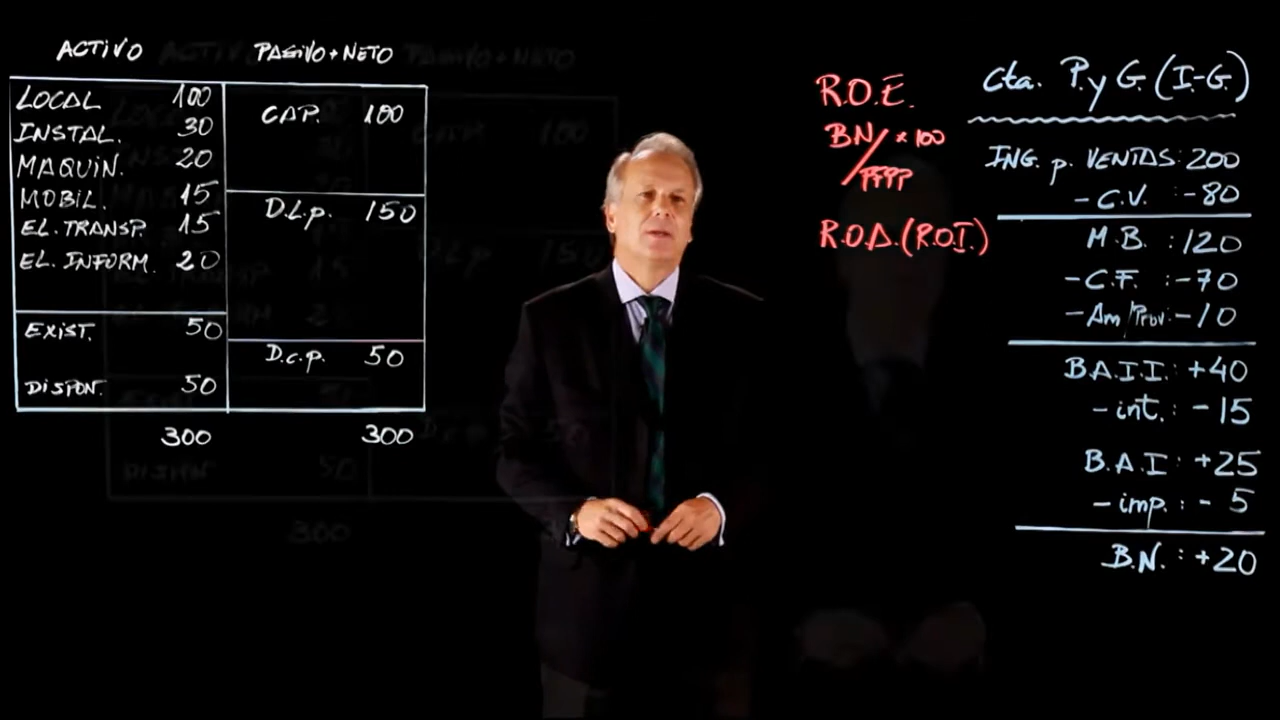 ACTIVO PASIVO+NETO
LOCAL 100
INSTAL. 30
MAQUIN. 20
MOBIL. 15
EL. TRANSP. 15
EL. INFORM. 20
EXIST. 50
DISPON. 50
300
CAP. 100
D.L.p. 150
D.c.p. 50
300
R.O.E.
BN/FFPP ×100
R.O.A. (R.O.I.)
Cta. P y G. (I-G.)
ING. p. VENTAS: 200
- C.V. : -80
M.B. : 120
- C.F. : -70
- Am/Prov: -10
B.A.I.I. : +40
- int. : -15
B.A.I : +25
- imp. : - 5
B.N. : +20